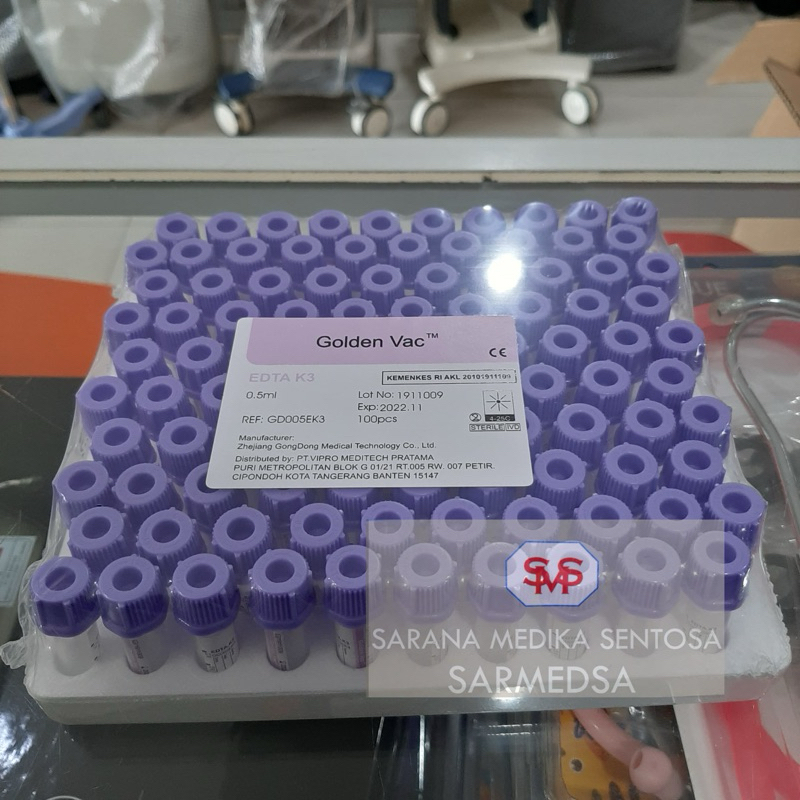 Golden Vac™
CE
EDTA K3
KEMENKES RI AKL 20101911199
0.5ml
Lot No: 1911009
Exp: 2022.11
REF: GD005EK3
100pcs
4-25C
STERILE IVD
Manufacturer:
Zhejiang GongDong Medical Technology Co., Ltd.
Distributed by: PT.VIPRO MEDITECH PRATAMA
PURI METROPOLITAN BLOK G 01/21 RT.005 RW. 007 PETIR.
CIPONDOH KOTA TANGERANG BANTEN 15147
SMS
SARANA MEDIKA SENTOSA
SARMEDSA